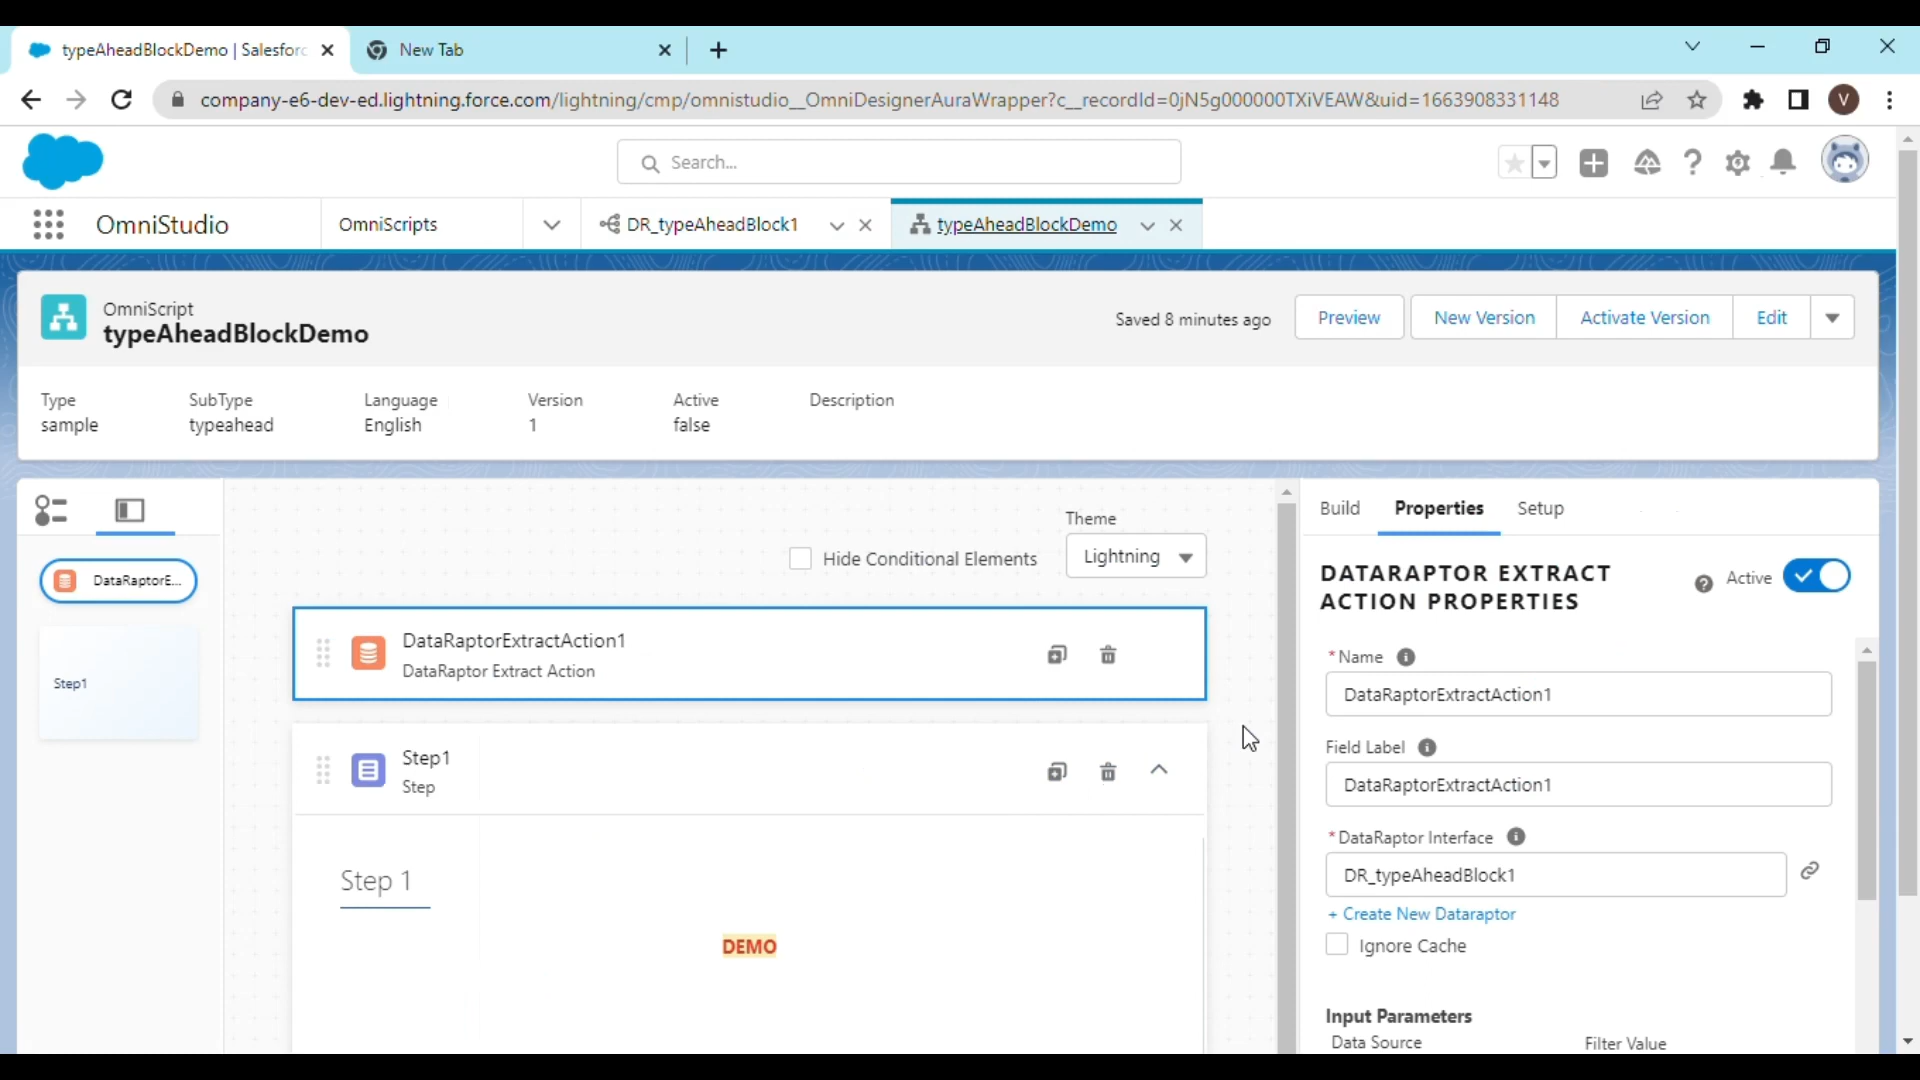 typeAheadBlockDemo | Salesforc
New Tab
company-e6-dev-ed.lightning.force.com/lightning/cmp/omnistudio__OmniDesignerAuraWrapper?c__recordId=0jN5g000000TXiVEAW&uid=1663908331148
V
Search...
OmniStudio
OmniScripts
DR_typeAheadBlock1
typeAheadBlockDemo
OmniScript
typeAheadBlockDemo
Saved 8 minutes ago
Preview
New Version
Activate Version
Edit
Type
SubType
Language
Version
Active
Description
sample
typeahead
English
1
false
Build
Properties
Setup
Theme
Hide Conditional Elements
Lightning
DataRaptorE...
Step1
DataRaptorExtractAction1
DataRaptor Extract Action
Step1
Step
Step 1
DEMO
DATARAPTOR EXTRACT
ACTION PROPERTIES
Active
*Name
DataRaptorExtractAction1
Field Label
DataRaptorExtractAction1
*DataRaptor Interface
DR_typeAheadBlock1
+ Create New Dataraptor
Ignore Cache
Input Parameters
Data Source
Filter Value